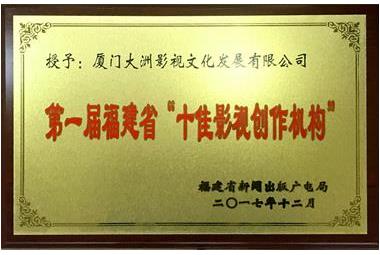 授予：厦门大洲影视文化发展有限公司
第一届福建省“十佳影视创作机构”
福建省新闻出版广电局
二〇一七年十二月